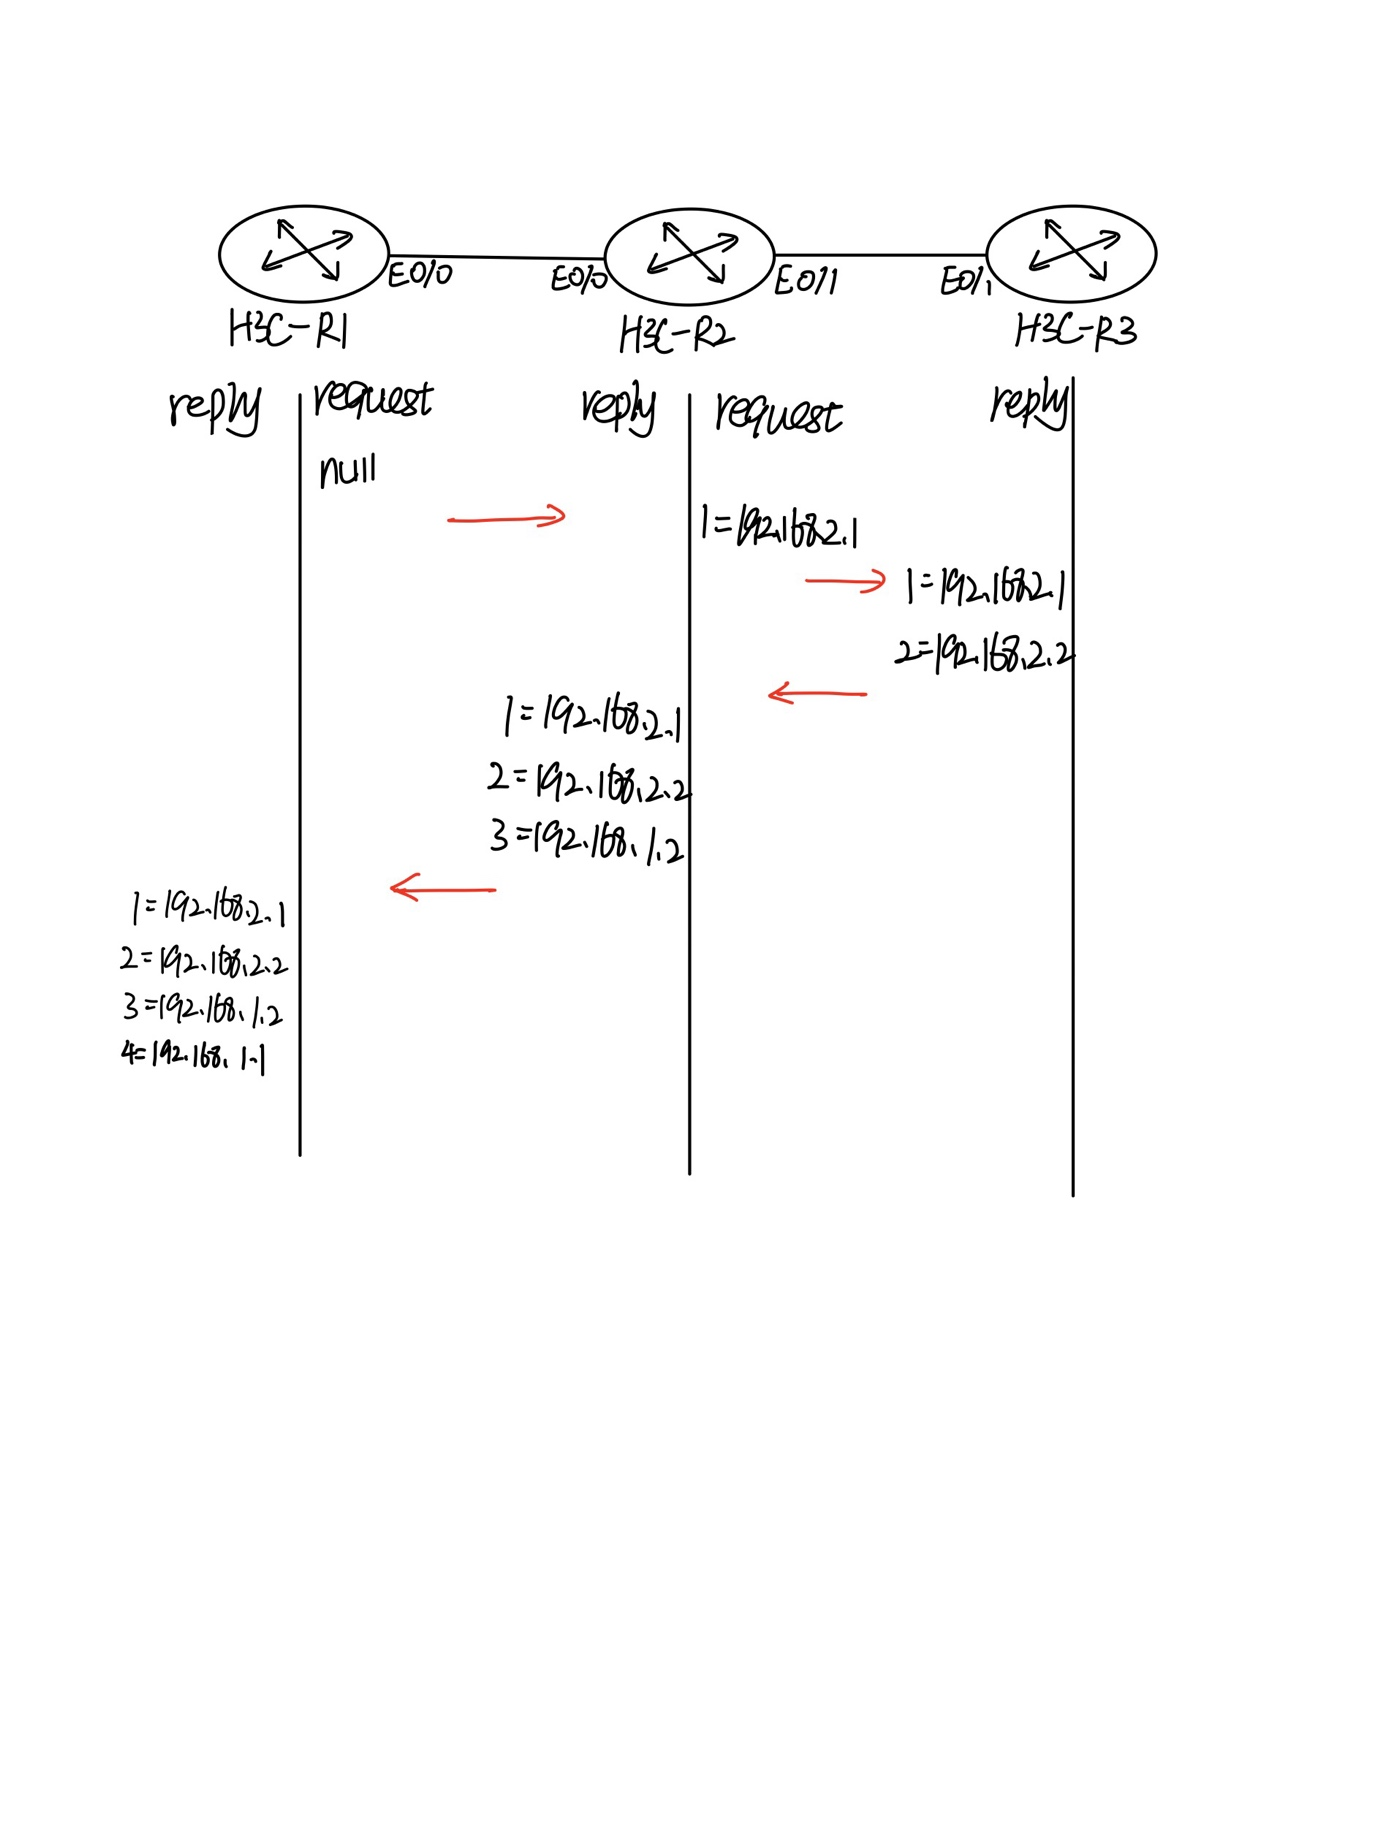 E0/0
E0/0
E0/1
E0/1
H3C-R1
H3C-R2
H3C-R3
reply
request
reply
request
reply
null
1=192.168.2.1
1=192.168.2.1
2=192.168.2.2
1=192.168.2.1
2=192.168.2.2
3=192.168.1.2
1=192.168.2.1
2=192.168.2.2
3=192.168.1.2
4=192.168.1.1